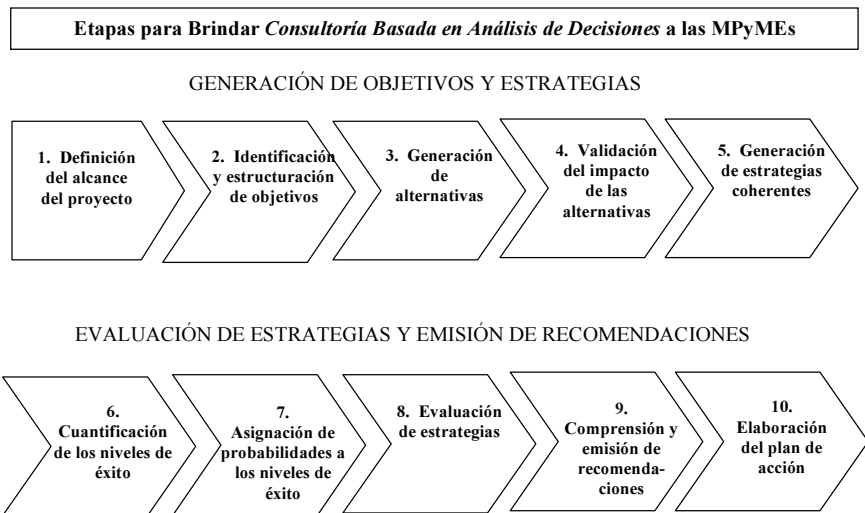 Etapas para Brindar Consultoría Basada en Análisis de Decisiones a las MPyMEs
GENERACIÓN DE OBJETIVOS Y ESTRATEGIAS
1. Definición
del alcance
del proyecto
2. Identificación
y estructuración
de objetivos
3. Generación
de
alternativas
4. Validación
del impacto
de las
alternativas
5. Generación
de estrategias
coherentes
EVALUACIÓN DE ESTRATEGIAS Y EMISIÓN DE RECOMENDACIONES
6.
Cuantificación
de los niveles de
éxito
7.
Asignación de
probabilidades a
los niveles de
éxito
8. Evaluación
de estrategias
9.
Comprensión y
emisión de
recomenda-
ciones
10.
Elaboración
del plan de
acción